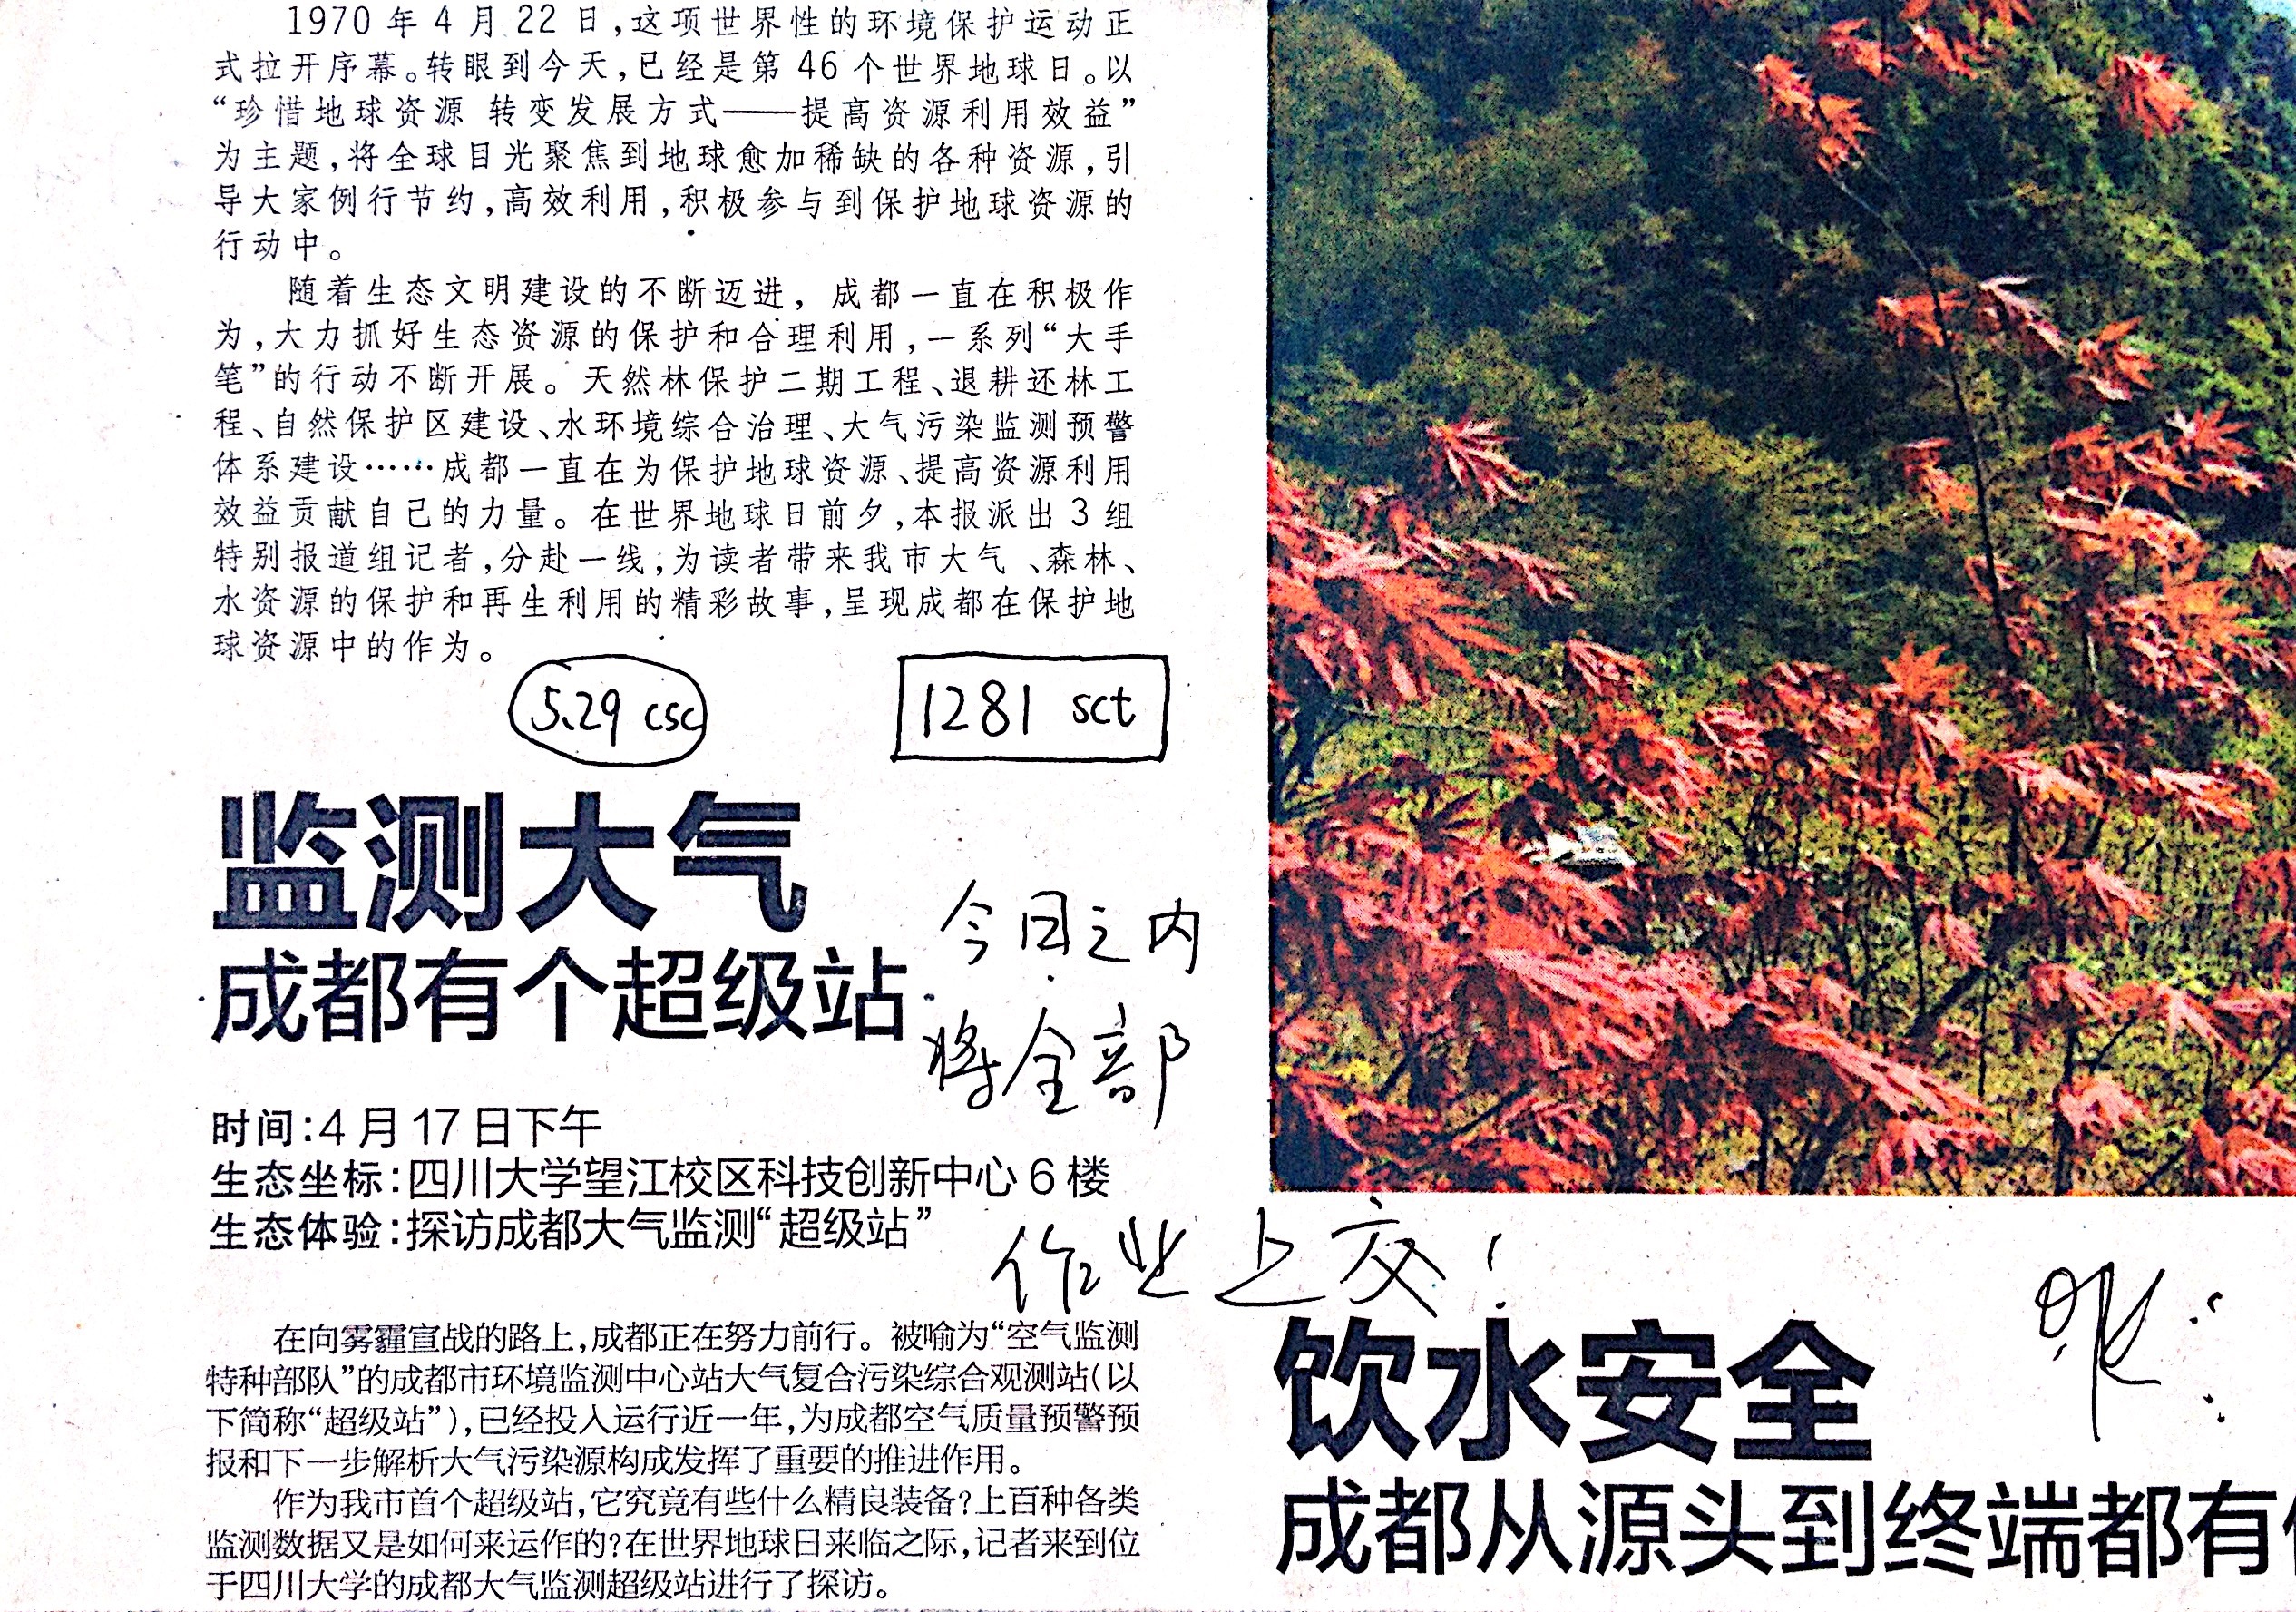 1970年4月22日,这项世界性的环境保护运动正
式拉开序幕。转眼到今天,已经是第46个世界地球日。以
“珍惜地球资源 转变发展方式——提高资源利用效益”
为主题,将全球目光聚焦到地球愈加稀缺的各种资源,引
导大家例行节约,高效利用,积极参与到保护地球资源的
行动中。
随着生态文明建设的不断迈进,成都一直在积极作
为,大力抓好生态资源的保护和合理利用,一系列“大手
笔”的行动不断开展。天然林保护二期工程、退耕还林工
程、自然保护区建设、水环境综合治理、大气污染监测预警
体系建设……成都一直在为保护地球资源、提高资源利用
效益贡献自己的力量。在世界地球日前夕,本报派出3组
特别报道组记者,分赴一线,为读者带来我市大气、森林、
水资源的保护和再生利用的精彩故事,呈现成都在保护地
球资源中的作为。
5.29 csc
1281 sct
监测大气
成都有个超级站
今日之内
将全部
作业上交!
时间:4月17日下午
生态坐标:四川大学望江校区科技创新中心6楼
生态体验:探访成都大气监测“超级站”
在向雾霾宣战的路上,成都正在努力前行。被喻为“空气监测
特种部队”的成都市环境监测中心站大气复合污染综合观测站(以
下简称“超级站”),已经投入运行近一年,为成都空气质量预警预
报和下一步解析大气污染源构成发挥了重要的推进作用。
作为我市首个超级站,它究竟有些什么精良装备?上百种各类
监测数据又是如何来运作的?在世界地球日来临之际,记者来到位
于四川大学的成都大气监测超级站进行了探访。
饮水安全
成都从源头到终端都有